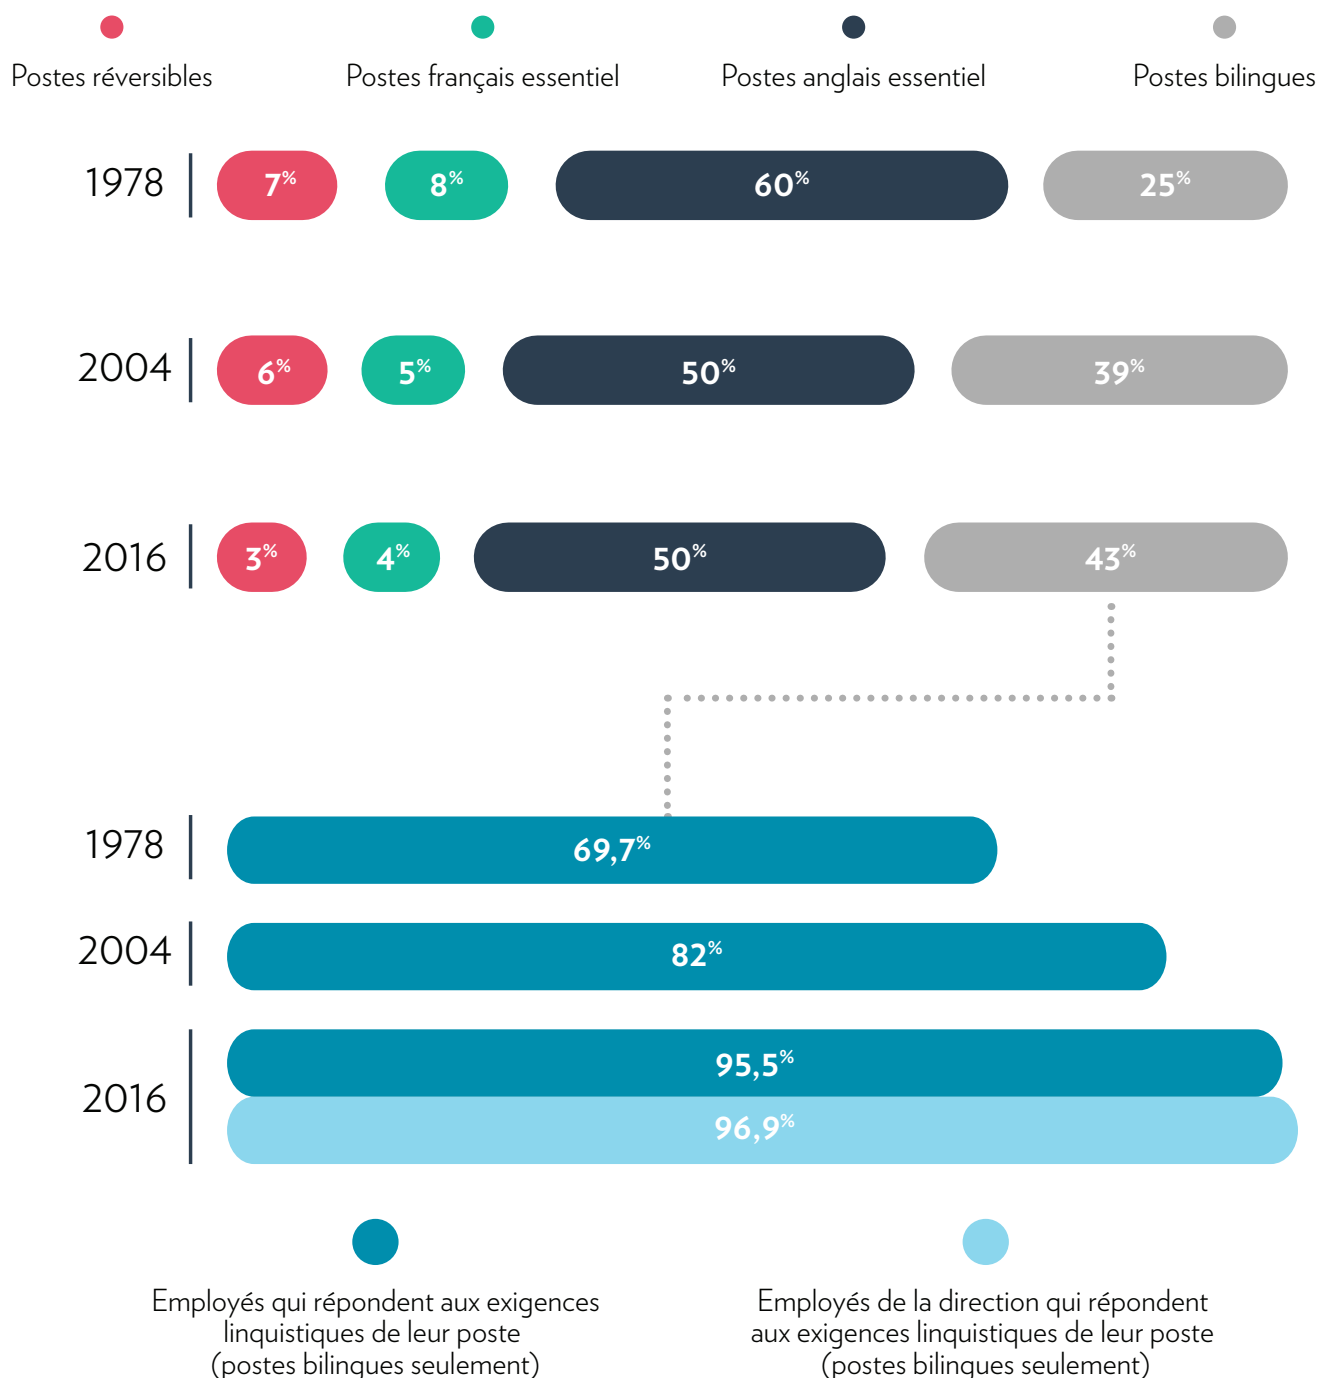 Postes réversibles
Postes français essentiel
Postes anglais essentiel
Postes bilingues
1978
7%
8%
60%
25%
2004
6%
5%
50%
39%
2016
3%
4%
50%
43%
1978
69,7%
2004
82%
2016
95,5%
96,9%
Employés qui répondent aux exigences
linquistiques de leur poste
(postes bilingues seulement)
Employés de la direction qui répondent
aux exigences linquistiques de leur poste
(postes bilingues seulement)